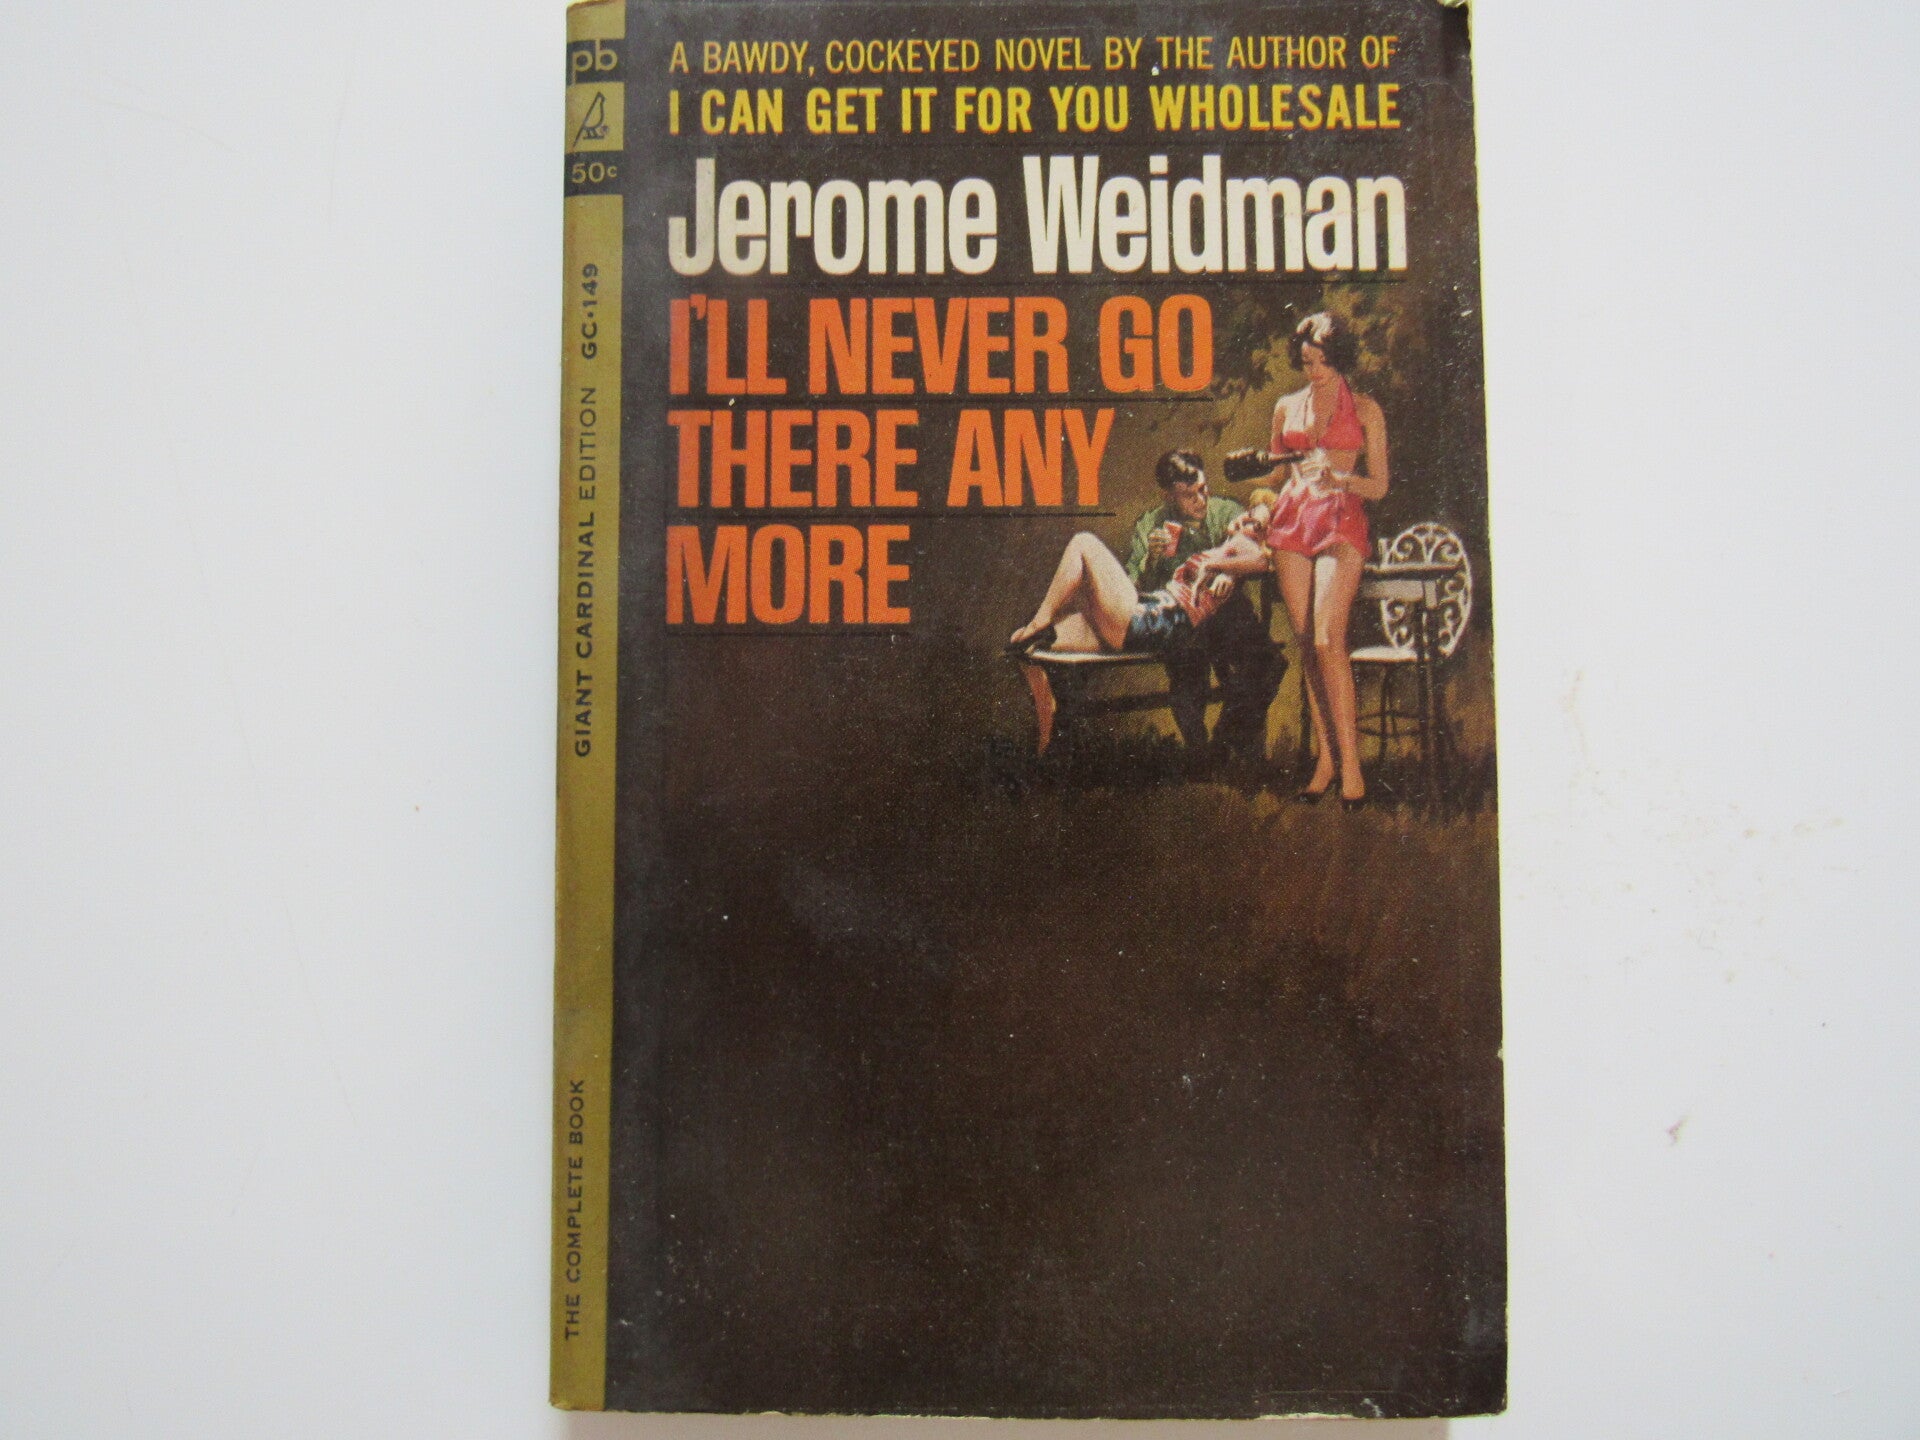 pb
50c
GIANT CARDINAL EDITION GC·149
THE COMPLETE BOOK
A BAWDY, COCKEYED NOVEL BY THE AUTHOR OF
I CAN GET IT FOR YOU WHOLESALE
Jerome Weidman
I'LL NEVER GO
THERE ANY
MORE